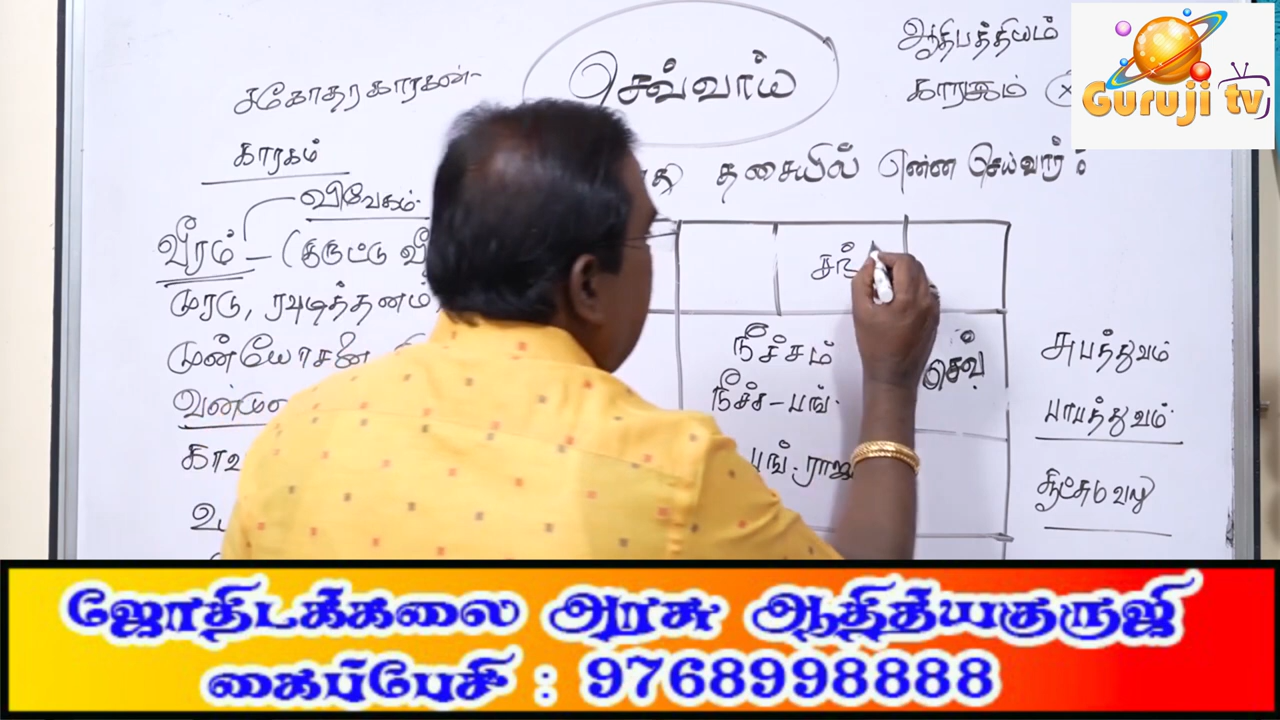 ஆதிபத்தியம்
Guruji tv
செவ்வாய்
சகோதர காரகன்-
காரகம்
காரகம்
தசையில் என்ன செய்வார் ?
விவேகம்
வீரம் - (குருட்டு வீ
முரடு, ரவுடித்தனம்
சந்
முன்யோசனை
நீச்சம்
செவ்
சுபத்துவம்
நீச்ச-பங்
பாபத்துவம்
பங். ராஜ
சூட்சும வலு
ஜோதிடக்கலை அரசு ஆதித்யகுருஜி
கைப்பேசி : 9768998888